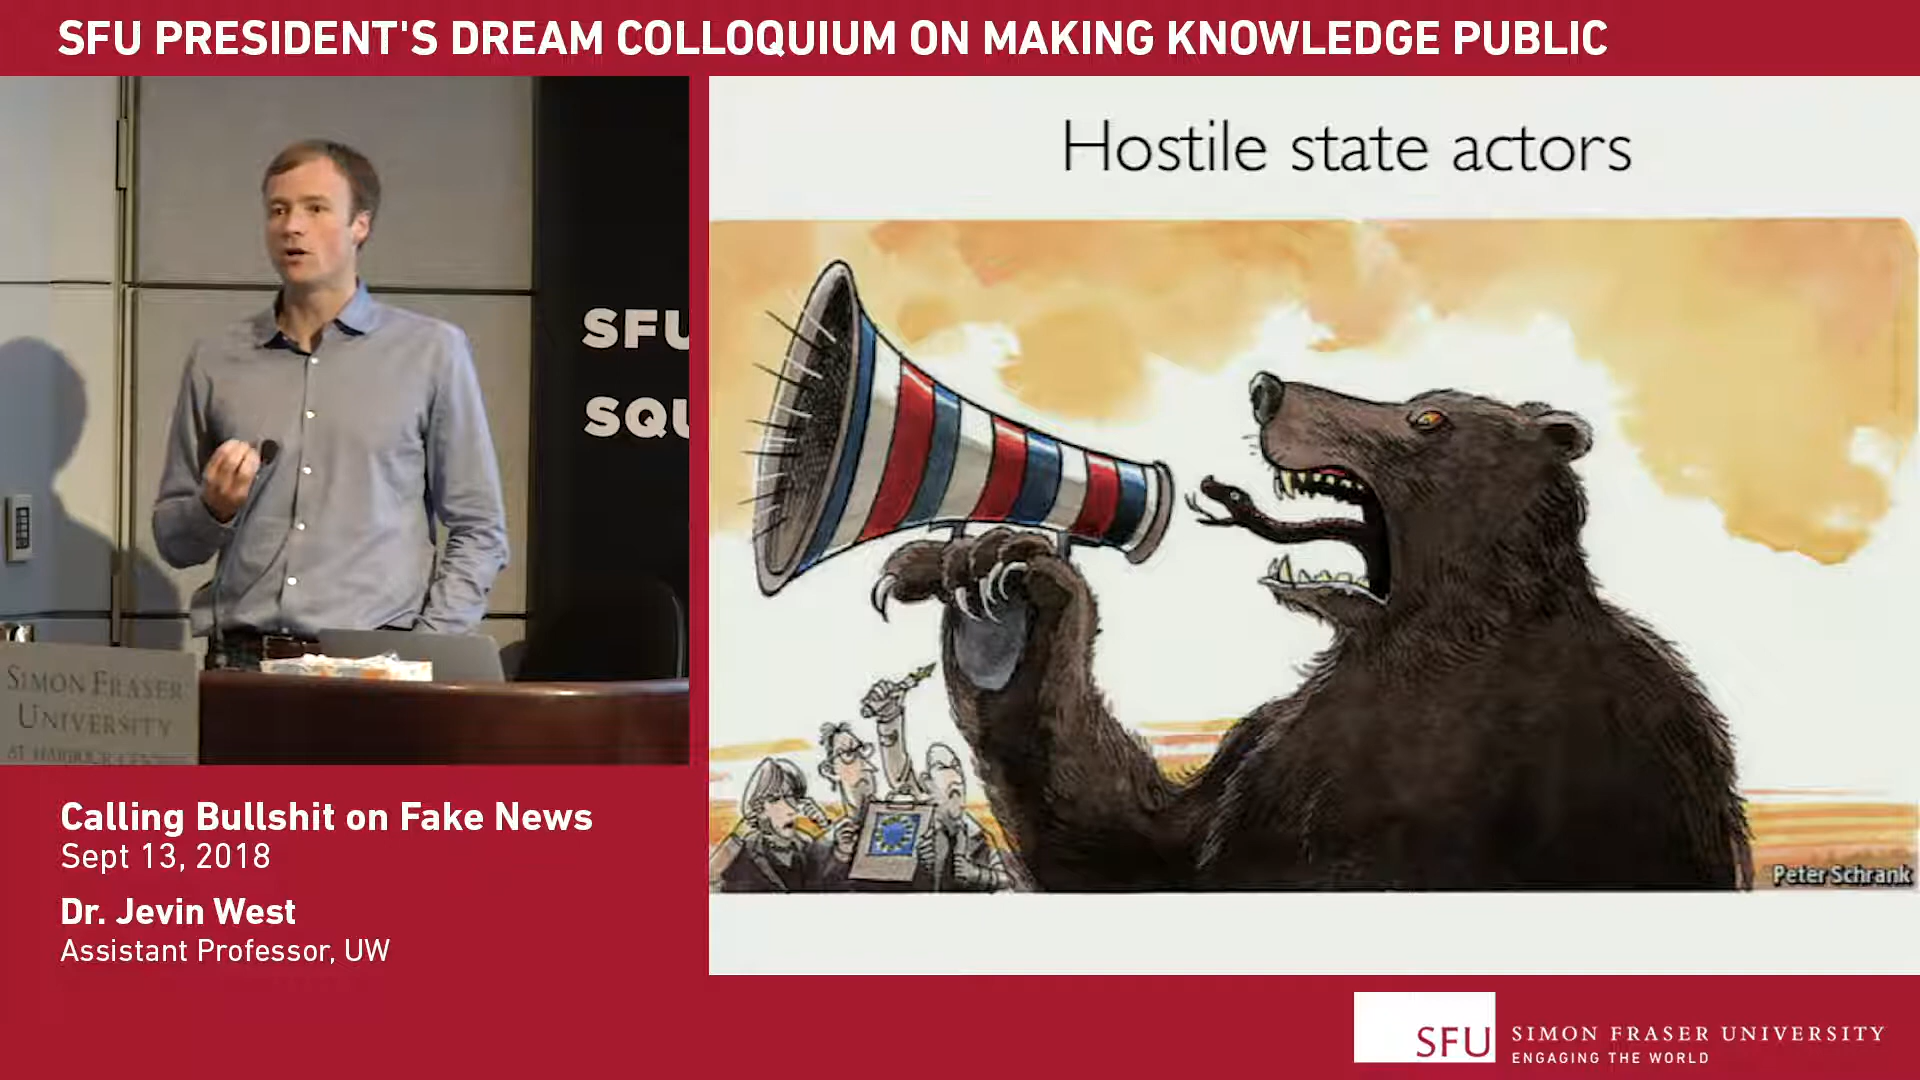 SFU PRESIDENT'S DREAM COLLOQUIUM ON MAKING KNOWLEDGE PUBLIC
Hostile state actors
SFU
SQU
SIMON FRASER
UNIVERSITY
Peter Schrank
Calling Bullshit on Fake News
Sept 13, 2018
Dr. Jevin West
Assistant Professor, UW
SFU SIMON FRASER UNIVERSITY
ENGAGING THE WORLD